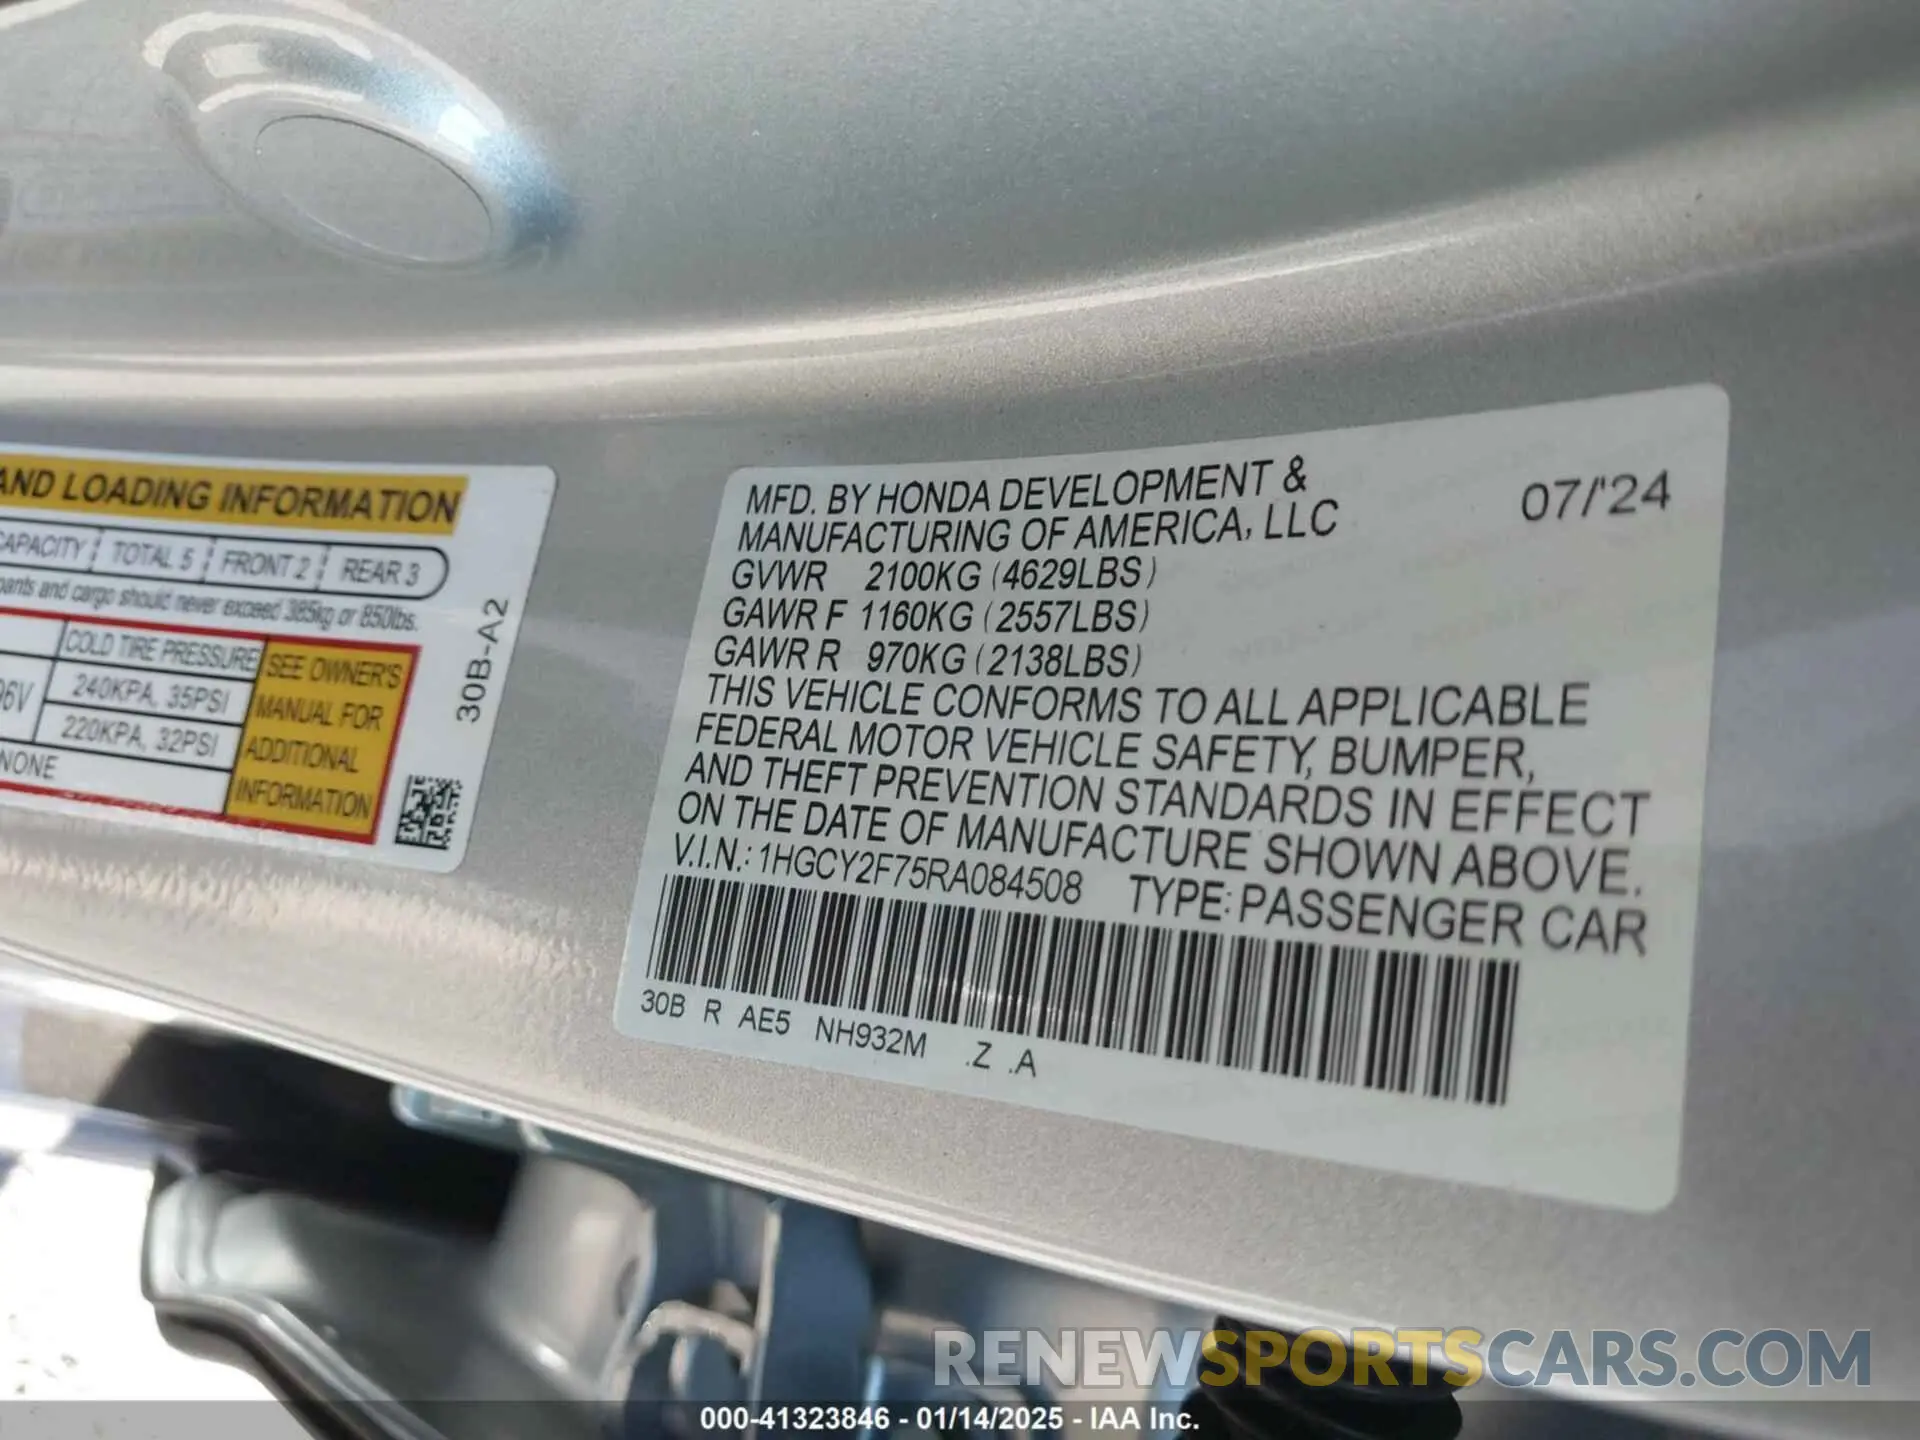 AND LOADING INFORMATION
CAPACITY TOTAL 5 FRONT 2 REAR 3
and cargo should never exceed 385kg or 850lbs.
COLD TIRE PRESSURE
96V 240KPA, 35PSI
220KPA, 32PSI
NONE
SEE OWNER'S
MANUAL FOR
ADDITIONAL
INFORMATION
30B-A2
MFD. BY HONDA DEVELOPMENT &
MANUFACTURING OF AMERICA, LLC
07/'24
GVWR 2100KG (4629LBS)
GAWR F 1160KG (2557LBS)
GAWR R 970KG (2138LBS)
THIS VEHICLE CONFORMS TO ALL APPLICABLE
FEDERAL MOTOR VEHICLE SAFETY, BUMPER,
AND THEFT PREVENTION STANDARDS IN EFFECT
ON THE DATE OF MANUFACTURE SHOWN ABOVE.
V.I.N.: 1HGCY2F75RA084508 TYPE: PASSENGER CAR
30B R AE5 NH932M .Z .A
RENEWSPORTSCARS.COM
000-41323846 - 01/14/2025 - IAA Inc.